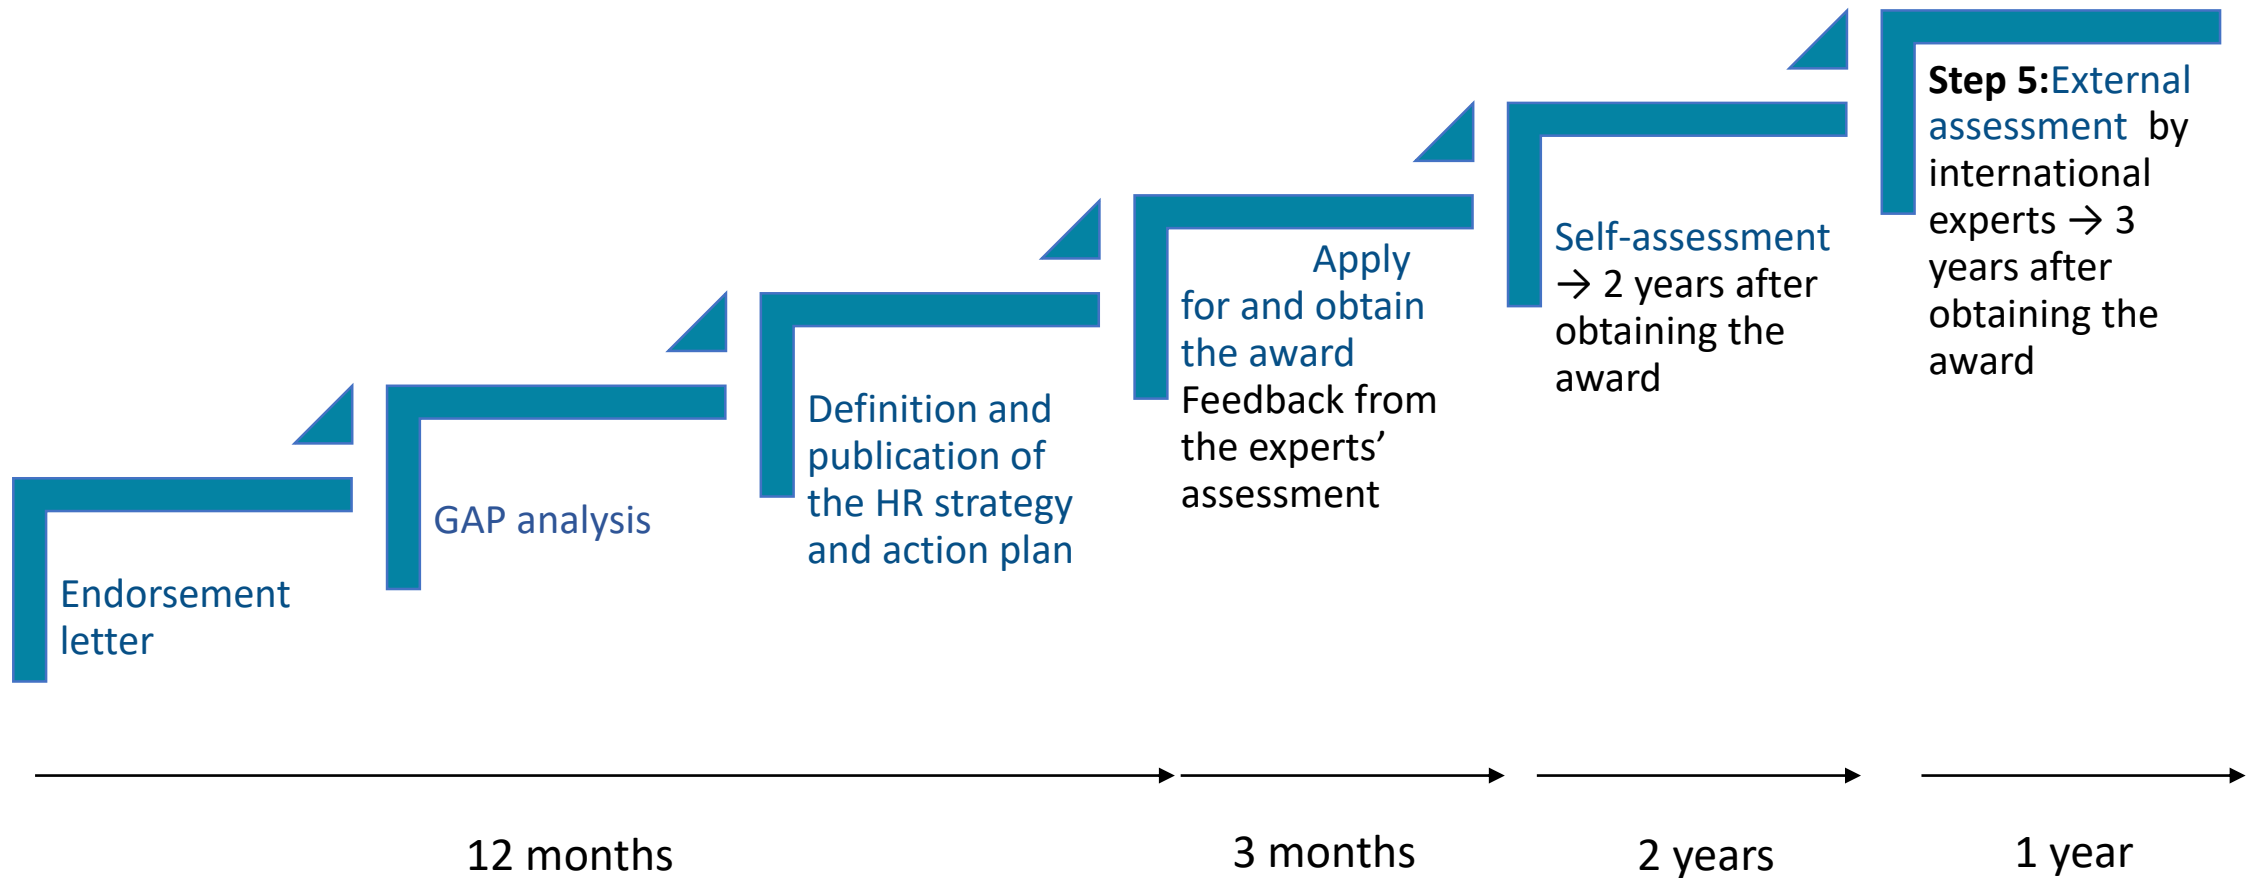 Endorsement
letter
GAP analysis
Definition and
publication of
the HR strategy
and action plan
Apply
for and obtain
the award
Feedback from
the experts’
assessment
Self-assessment
→ 2 years after
obtaining the
award
Step 5:External
assessment by
international
experts → 3
years after
obtaining the
award
12 months
3 months
2 years
1 year